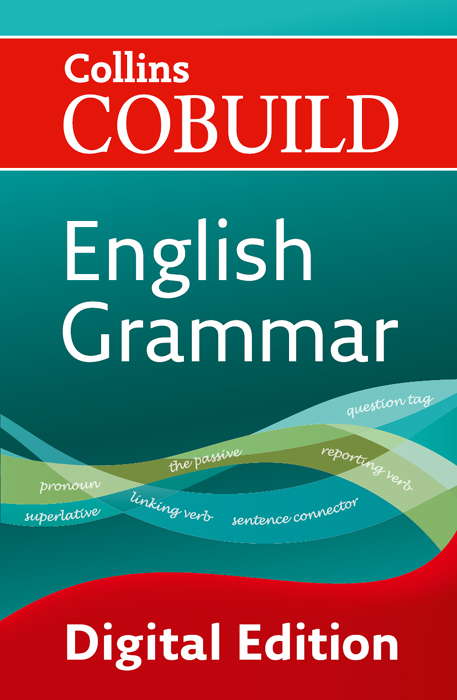 Collins
COBUILD
English
Grammar
question tag
the passive
reporting verb
pronoun
linking verb
superlative
sentence connector
Digital Edition